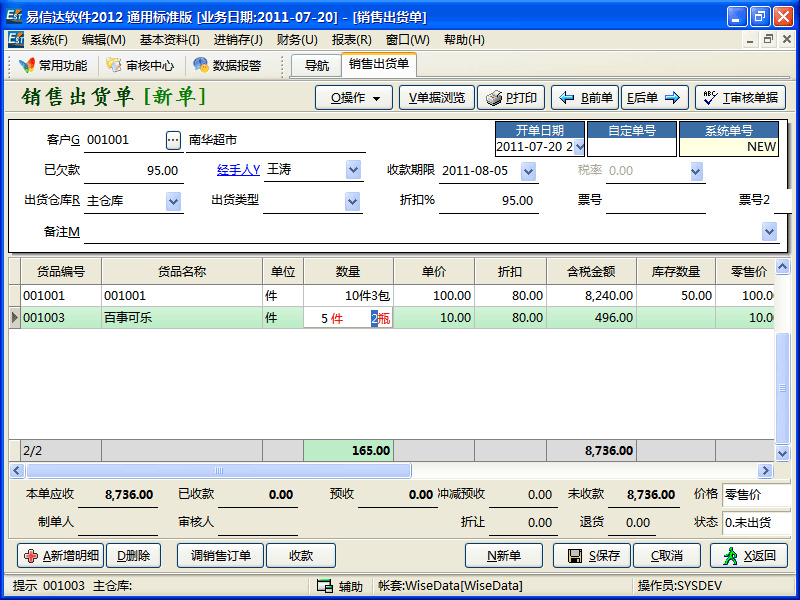 易信达软件2012 通用标准版 [业务日期:2011-07-20] - [销售出货单]
系统(F) 编辑(M) 基本资料(I) 进销存(J) 财务(U) 报表(R) 窗口(W) 帮助(H)
常用功能 审核中心 数据报警 导航 销售出货单
销售出货单 [新单] O操作 V单据浏览 P打印 B前单 E后单 T审核单据
客户G 001001 ... 南华超市 开单日期 自定单号 系统单号
2011-07-20 2 NEW
已欠款 95.00 经手人Y 王涛 收款期限 2011-08-05 税率 0.00
出货仓库R 主仓库 出货类型 折扣% 95.00 票号 票号2
备注M
货品编号 货品名称 单位 数量 单价 折扣 含税金额 库存数量 零售价
001001 001001 件 10件3包 100.00 80.00 8,240.00 50.00 100.0
001003 百事可乐 件 5 件 2瓶 10.00 80.00 496.00 10.0
2/2 165.00 8,736.00
本单应收 8,736.00 已收款 0.00 预收 0.00 冲减预收 0.00 未收款 8,736.00 价格 零售价
制单人 审核人 折让 0.00 退货 0.00 状态 0.未出货
A新增明细 D删除 调销售订单 收款 N新单 S保存 C取消 X返回
提示 001003 主仓库: 辅助 帐套:WiseData[WiseData] 操作员:SYSDEV